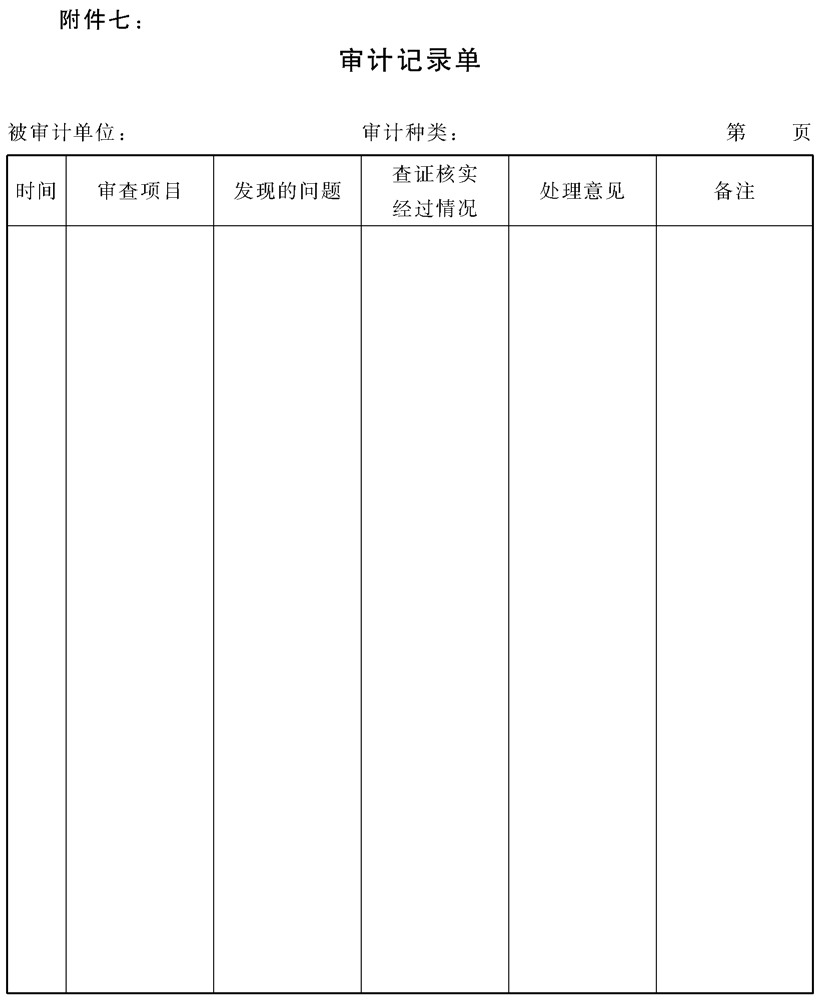 附件七：
审计记录单
被审计单位： 审计种类： 第 页
时间 审查项目 发现的问题 查证核实 处理意见 备注
经过情况